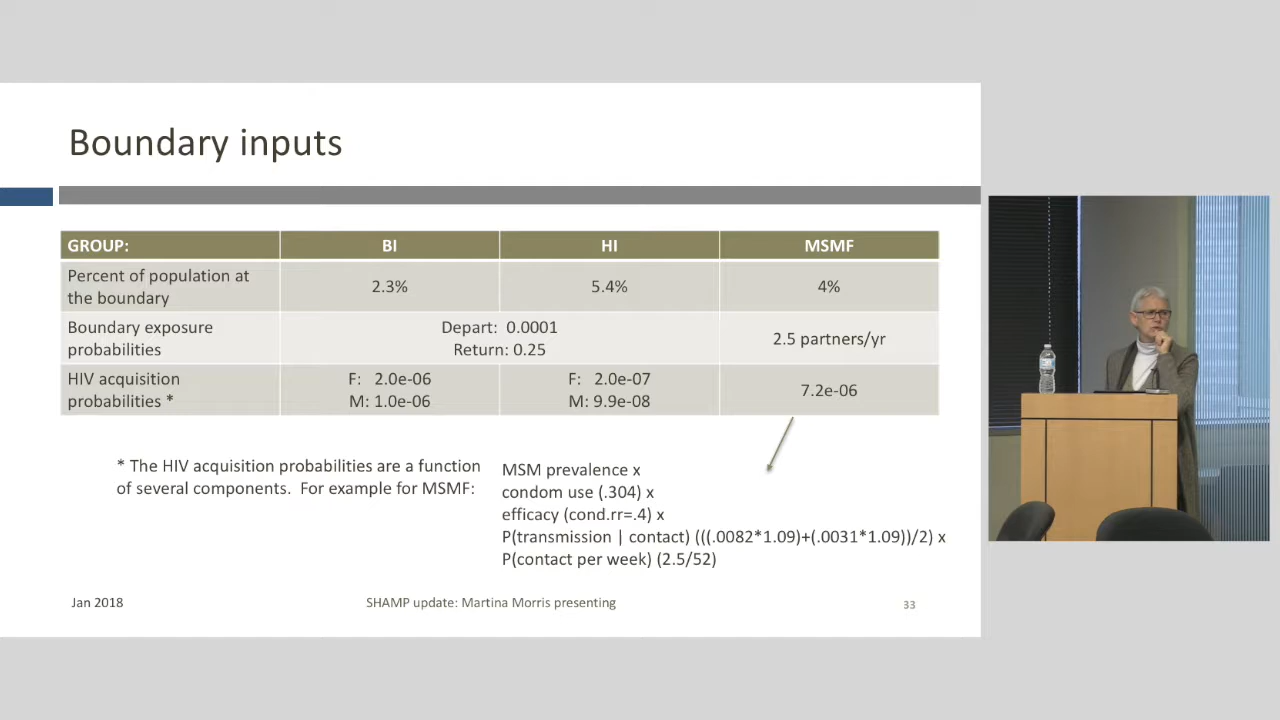 Boundary inputs
GROUP: BI HI MSMF
Percent of population at
the boundary
2.3% 5.4% 4%
Boundary exposure
probabilities
Depart: 0.0001
Return: 0.25
2.5 partners/yr
HIV acquisition
probabilities *
F: 2.0e-06
M: 1.0e-06
F: 2.0e-07
M: 9.9e-08
7.2e-06
* The HIV acquisition probabilities are a function
of several components. For example for MSMF:
MSM prevalence x
condom use (.304) x
efficacy (cond.rr=.4) x
P(transmission | contact) (((.0082*1.09)+(.0031*1.09))/2) x
P(contact per week) (2.5/52)
Jan 2018
SHAMP update: Martina Morris presenting
33